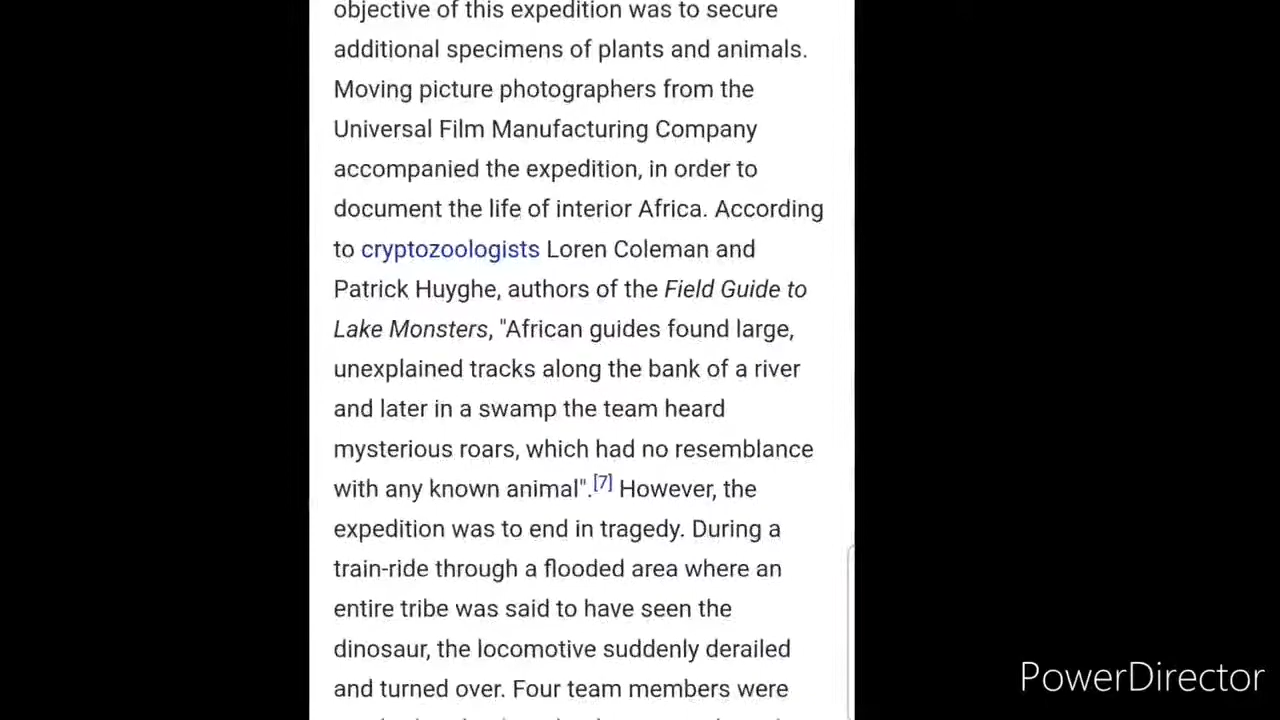 objective of this expedition was to secure
additional specimens of plants and animals.
Moving picture photographers from the
Universal Film Manufacturing Company
accompanied the expedition, in order to
document the life of interior Africa. According
to cryptozoologists Loren Coleman and
Patrick Huyghe, authors of the Field Guide to
Lake Monsters, "African guides found large,
unexplained tracks along the bank of a river
and later in a swamp the team heard
mysterious roars, which had no resemblance
with any known animal".[7] However, the
expedition was to end in tragedy. During a
train-ride through a flooded area where an
entire tribe was said to have seen the
dinosaur, the locomotive suddenly derailed
and turned over. Four team members were
PowerDirector